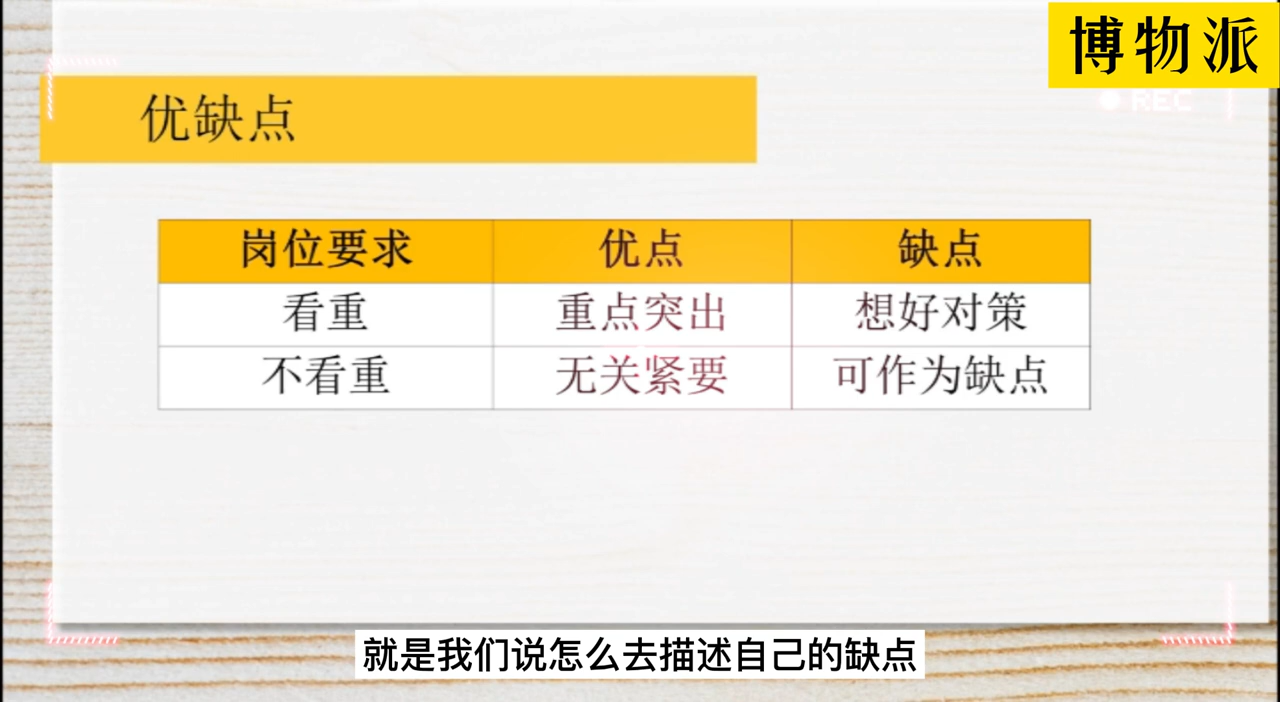 博物派
REC
优缺点
岗位要求 优点 缺点
看重 重点突出 想好对策
不看重 无关紧要 可作为缺点
就是我们说怎么去描述自己的缺点